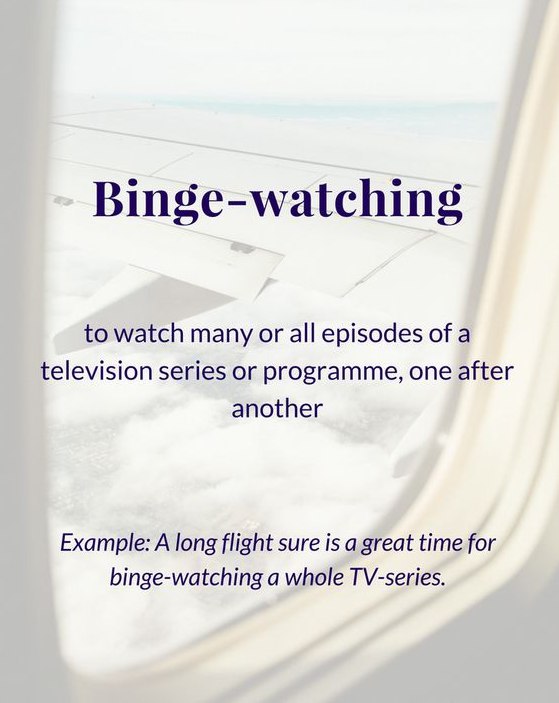 Binge-watching
to watch many or all episodes of a
television series or programme, one after
another
Example: A long flight sure is a great time for
binge-watching a whole TV-series.